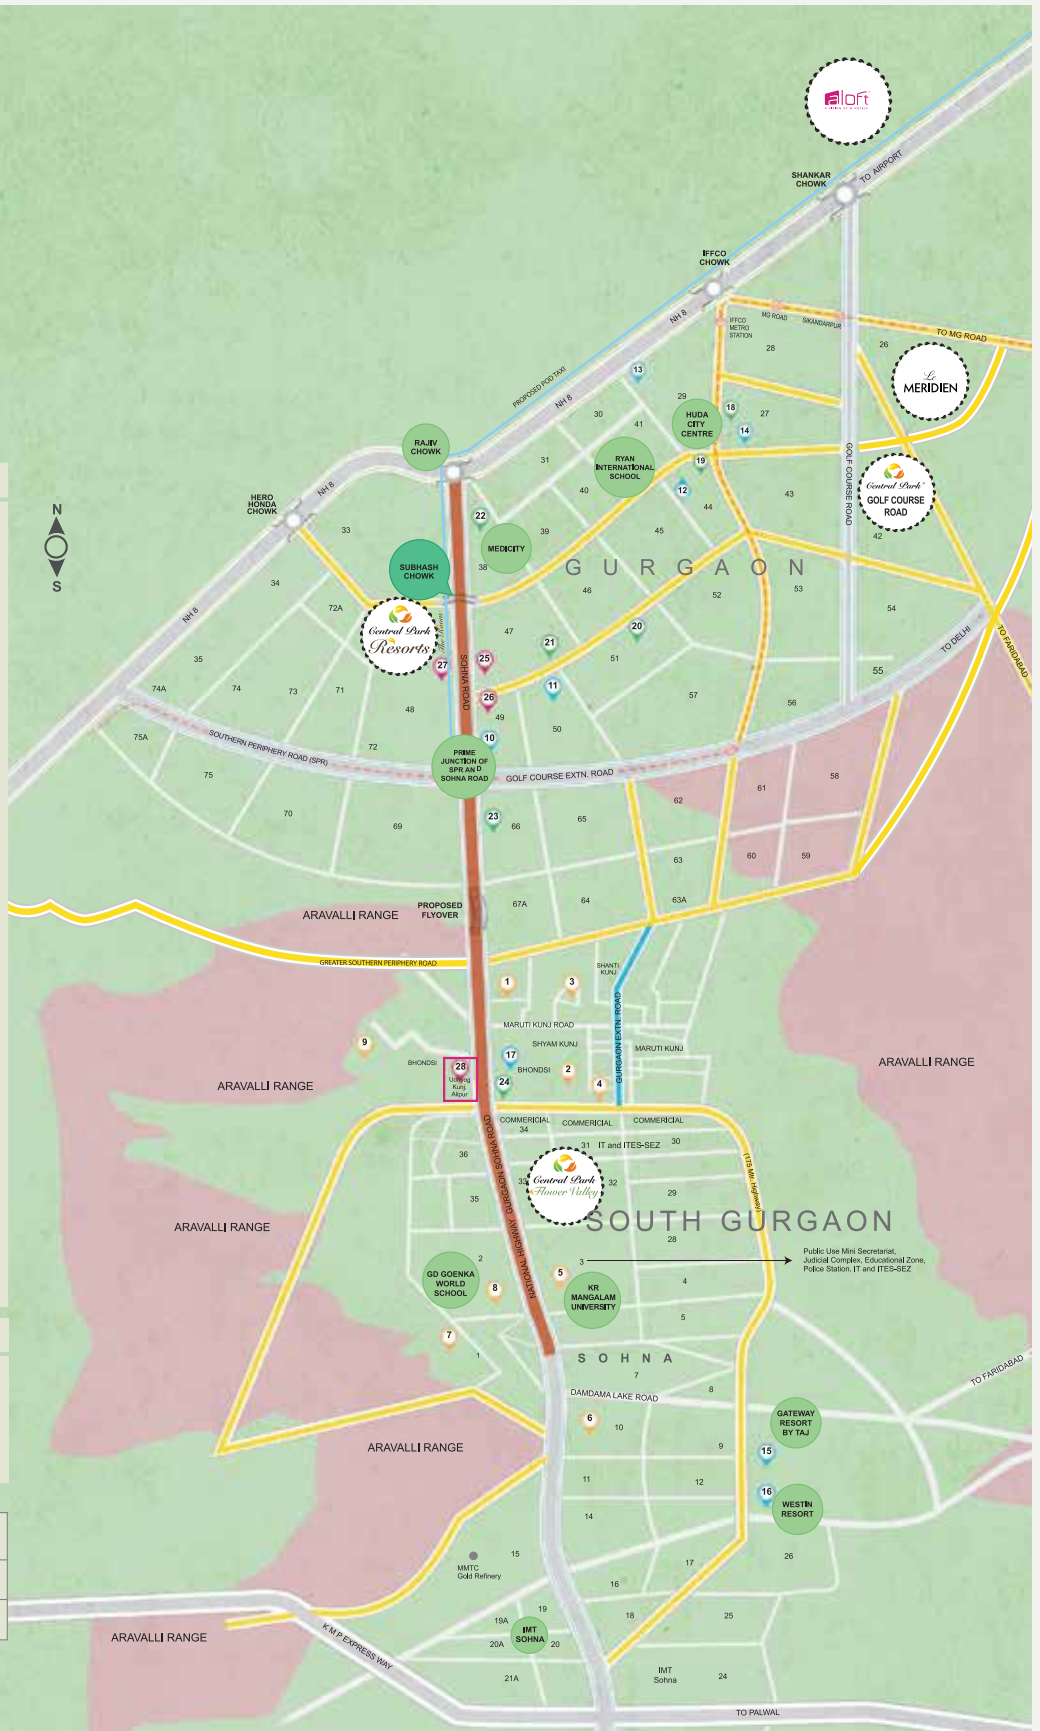 aloft
SHANKAR
CHOWK
TO AIRPORT
IFFCO
CHOWK
NH 8
IFFCO
METRO
STATION
MG ROAD
SIKANDARPUR
TO MG ROAD
28
26
Le
MERIDIEN
PROPOSED POD TAXI
13
NH 8
29
30
41
HUDA
CITY
CENTRE
18
27
14
RAJIV
CHOWK
RYAN
INTERNATIONAL
SCHOOL
31
40
19
12
GOLF COURSE ROAD
Central Park
GOLF COURSE
ROAD
NH 8
HERO
HONDA
CHOWK
N
S
33
22
39
45
44
43
42
MEDICITY
38
SUBHASH
CHOWK
GURGAON
34
72A
46
52
53
54
Central Park
Resorts
47
21
20
51
TO DELHI
TO FARIDABAD
NH 8
35
27
25
SOHNA ROAD
55
74A
74
73
71
26
11
57
56
48
49
50
75A
72
10
SOUTHERN PERIPHERY ROAD (SPR)
PRIME
JUNCTION OF
SPR AND
SOHNA ROAD
GOLF COURSE EXTN. ROAD
75
58
61
62
70
69
23
66
65
63
60
59
67A
64
63A
ARAVALLI RANGE
PROPOSED
FLYOVER
GREATER SOUTHERN PERIPHERY ROAD
SHANTI
KUNJ
1
3
GURGAON EXTN. ROAD
MARUTI KUNJ ROAD
9
SHYAM KUNJ
MARUTI KUNJ
BHONDSI
17
BHONDSI
2
ARAVALLI RANGE
28
Udhyog
Kunj,
Alipur
24
4
ARAVALLI RANGE
COMMERICIAL
COMMERICIAL
COMMERICIAL
34
31
IT and ITES-SEZ
30
36
NATIONAL HIGHWAY GURGAON SOHNA ROAD
(175 Mtr. Highway)
33
Central Park
Flower Valley
32
35
29
ARAVALLI RANGE
SOUTH GURGAON
28
Public Use Mini Secretariat,
Judicial Complex, Educational Zone,
Police Station, IT and ITES-SEZ
2
3
GD GOENKA
WORLD
SCHOOL
8
5
KR
MANGALAM
UNIVERSITY
4
5
7
1
SOHNA
7
8
TO FARIDABAD
DAMDAMA LAKE ROAD
6
10
GATEWAY
RESORT
BY TAJ
ARAVALLI RANGE
9
15
11
12
16
WESTIN
RESORT
14
15
MMTC
Gold Refinery
17
26
16
19
18
25
19A
IMT
SOHNA
20A
20
ARAVALLI RANGE
K M P EXPRESS WAY
21A
IMT
Sohna
24
TO PALWAL